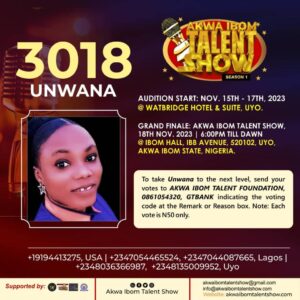 3018
UNWANA
AKWA IBOM
TALENT
SHOW
SEASON 1
AUDITION START: NOV. 15TH - 17TH, 2023
@ WATBRIDGE HOTEL & SUITE, UYO.
GRAND FINALE: AKWA IBOM TALENT SHOW,
18TH NOV. 2023 | 6:00PM TILL DAWN
@ IBOM HALL, IBB AVENUE, 520102, UYO,
AKWA IBOM STATE, NIGERIA.
To take Unwana to the next level, send your
votes to AKWA IBOM TALENT FOUNDATION,
0861054320, GTBANK indicating the voting
code at the Remark or Reason box. Note: Each
vote is N50 only.
+19194413275, USA | +2347054465524, +2347044087665, Lagos |
+2348036366987, +2348135009952, Uyo
Supported by:
Akwa Ibom Talent Show
akwaibomtalentshow@gmail.com
info@akwaibomtalentshow.com
Website: akwaibomtalentshow.com